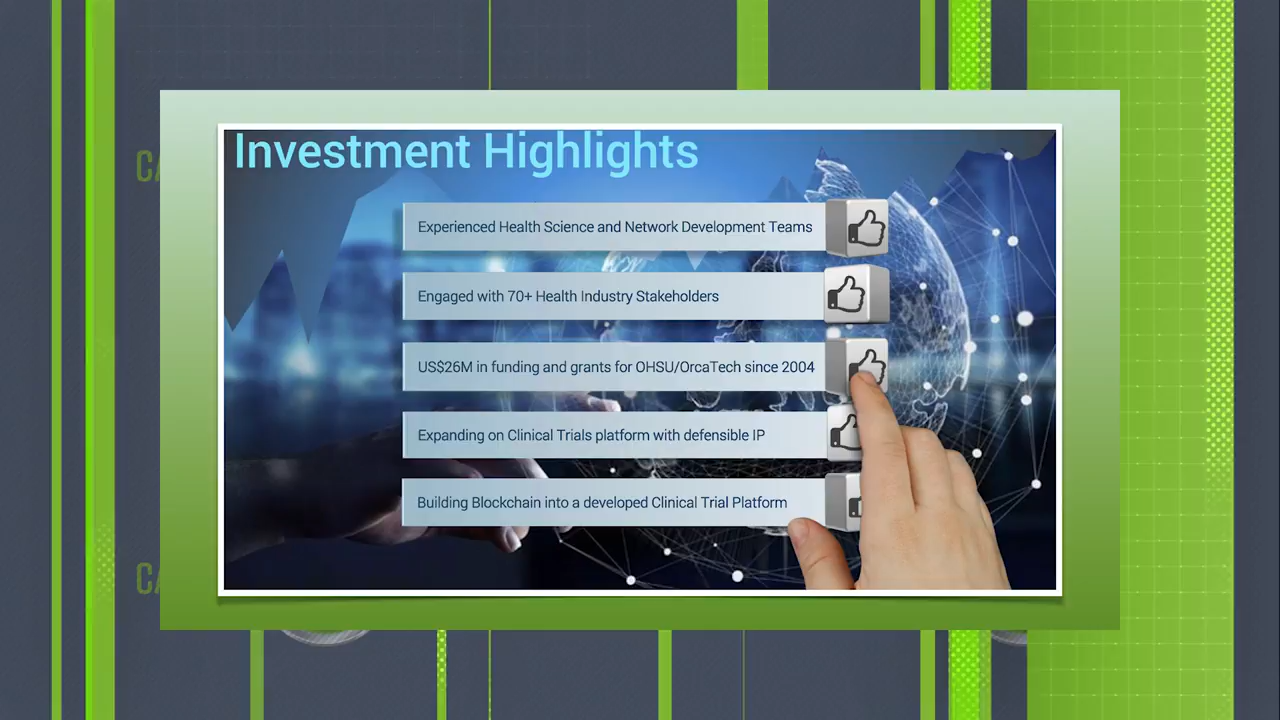 Investment Highlights
Experienced Health Science and Network Development Teams
Engaged with 70+ Health Industry Stakeholders
US$26M in funding and grants for OHSU/OrcaTech since 2004
Expanding on Clinical Trials platform with defensible IP
Building Blockchain into a developed Clinical Trial Platform